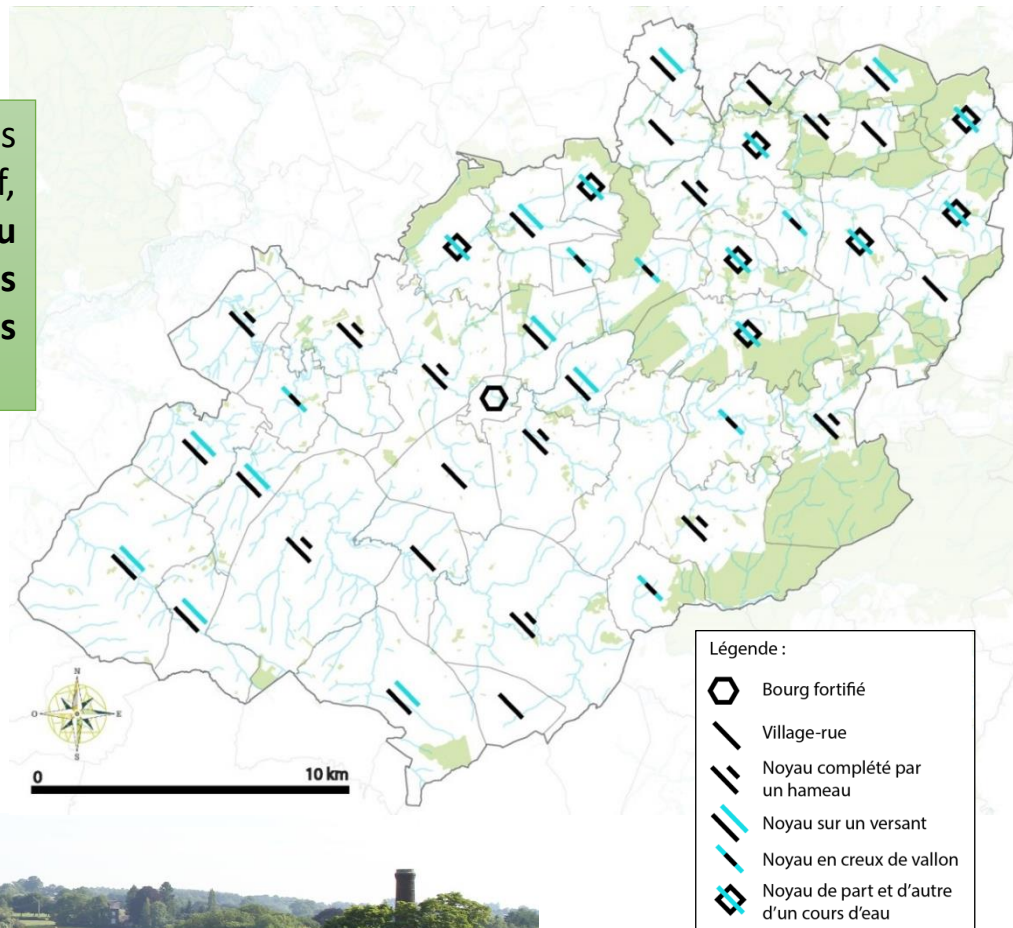 s
f,
u
s
s
N
O
E
S
0
10 km
Légende :
Bourg fortifié
Village-rue
Noyau complété par
un hameau
Noyau sur un versant
Noyau en creux de vallon
Noyau de part et d'autre
d'un cours d'eau